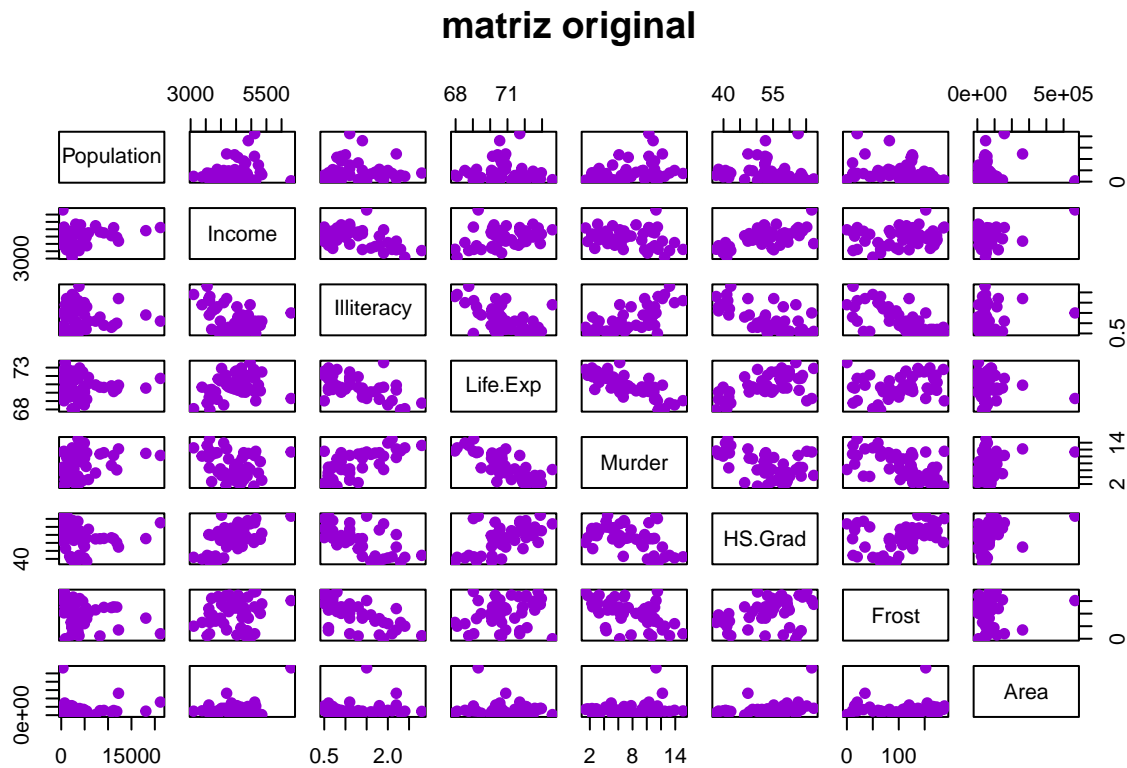 matriz original
3000 5500 68 71 40 55 0e+00 5e+05
Population 0
3000 Income
Illiteracy 0.5
68 73 Life.Exp
Murder 2 14
40 HS.Grad
Frost 0
0e+00 Area
0 15000 0.5 2.0 2 8 14 0 100